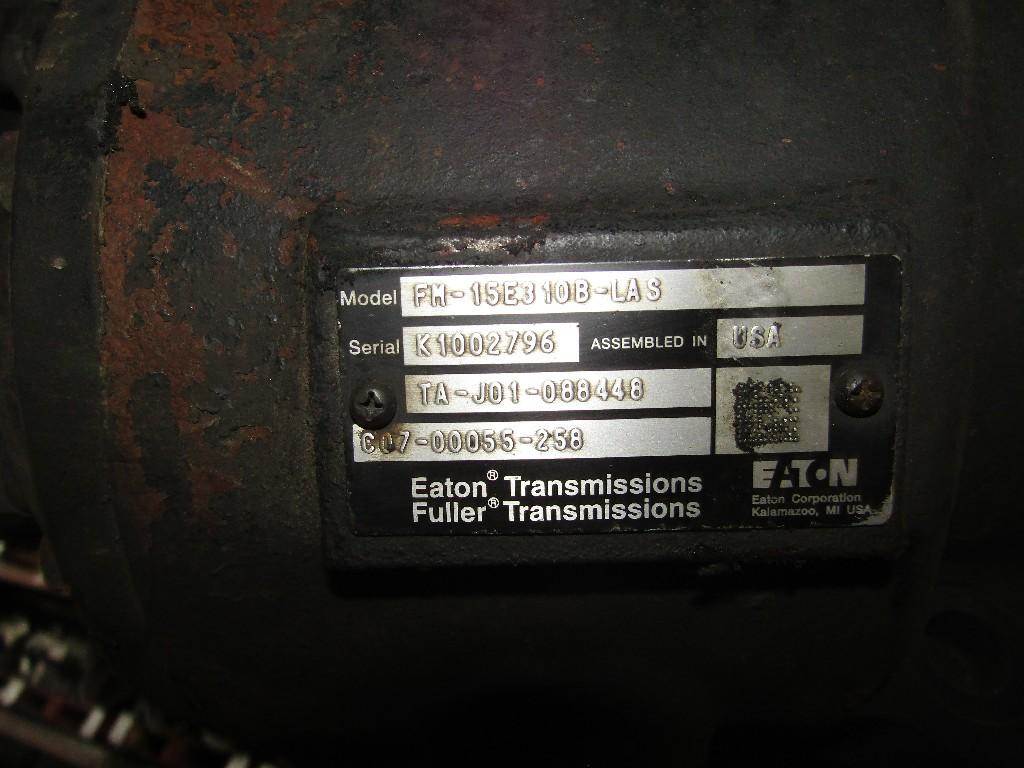 Model FM-15E310B-LAS
Serial K1002796 ASSEMBLED IN USA
TA-J01-088448
C07-00055-258
Eaton® Transmissions
Fuller® Transmissions
EATON
Eaton Corporation
Kalamazoo, MI USA